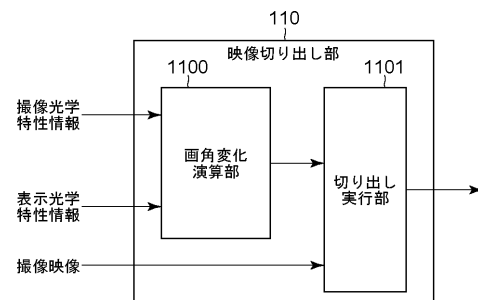 110
映像切り出し部
1100
1101
撮像光学
特性情報
画角変化
演算部
表示光学
特性情報
切り出し
実行部
撮像映像